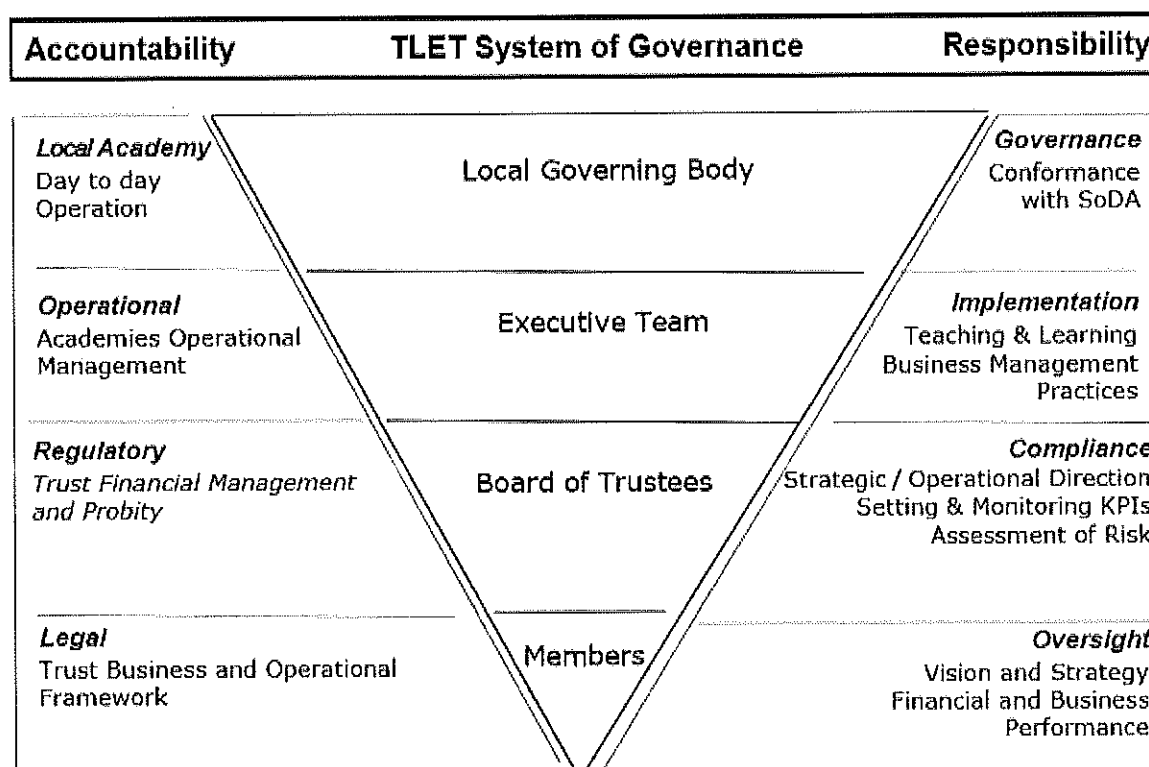 Accountability TLET System of Governance Responsibility
Local Academy
Day to day
Operation
Local Governing Body
Governance
Conformance
with SoDA
Operational
Academies Operational
Management
Executive Team
Implementation
Teaching & Learning
Business Management
Practices
Regulatory
Trust Financial Management
and Probity
Board of Trustees
Compliance
Strategic / Operational Direction
Setting & Monitoring KPIs
Assessment of Risk
Legal
Trust Business and Operational
Framework
Members
Oversight
Vision and Strategy
Financial and Business
Performance